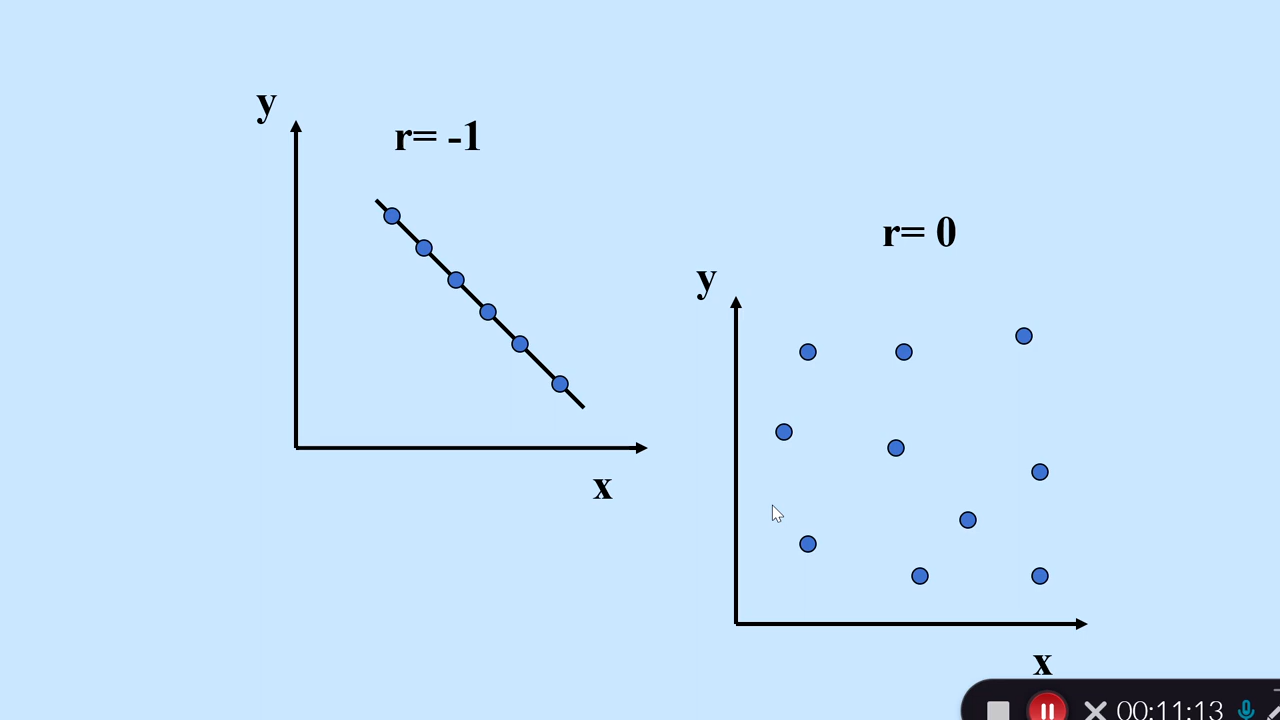 y
r= -1
x
r= 0
y
x
00:11:13